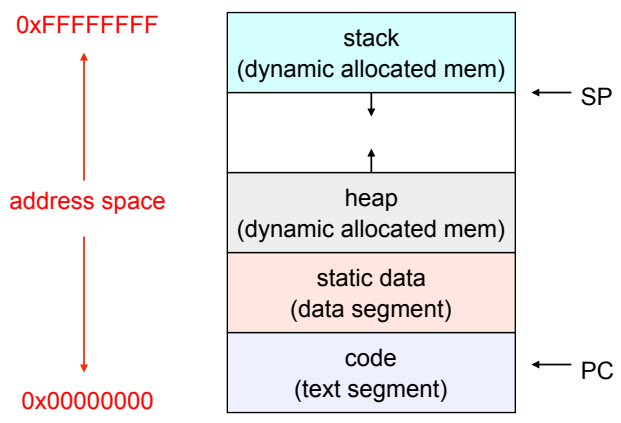 0xFFFFFFFF
stack
(dynamic allocated mem)
SP
address space
heap
(dynamic allocated mem)
static data
(data segment)
code
(text segment)
PC
0x00000000